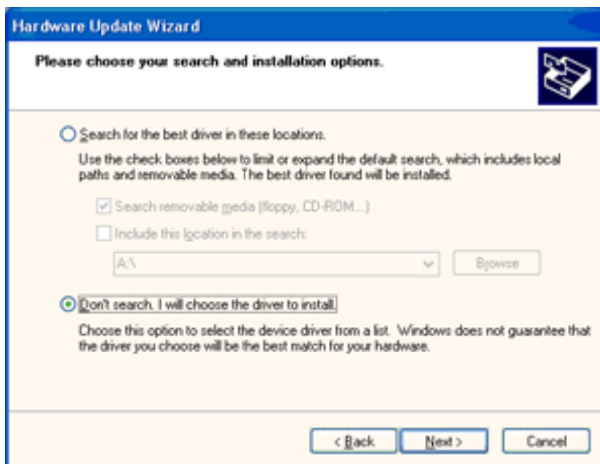 Hardware Update Wizard
Please choose your search and installation options.
Search for the best driver in these locations.
Use the check boxes below to limit or expand the default search, which includes local
paths and removable media. The best driver found will be installed.
Search removable media (floppy, CD-ROM...)
Include this location in the search:
A:\
Browse
Don't search. I will choose the driver to install.
Choose this option to select the device driver from a list. Windows does not guarantee that
the driver you choose will be the best match for your hardware.
< Back Next > Cancel